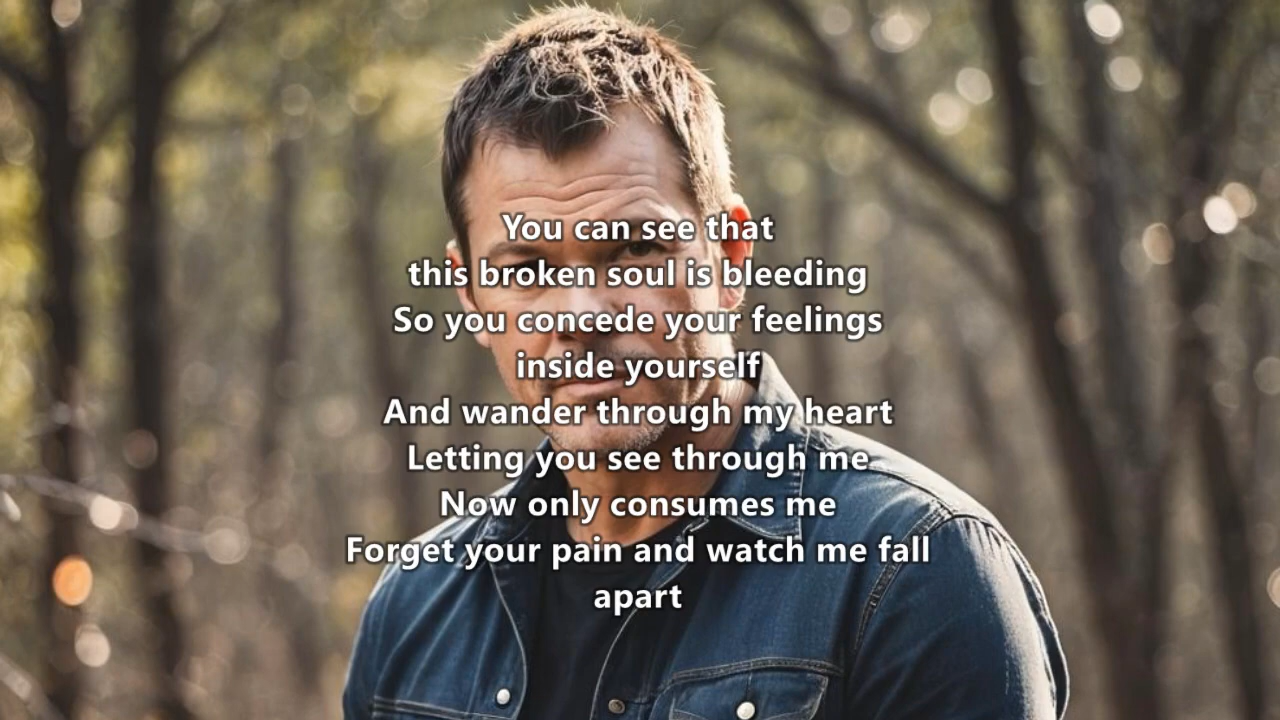 You can see that
this broken soul is bleeding
So you concede your feelings
inside yourself
And wander through my heart
Letting you see through me
Now only consumes me
Forget your pain and watch me fall
apart